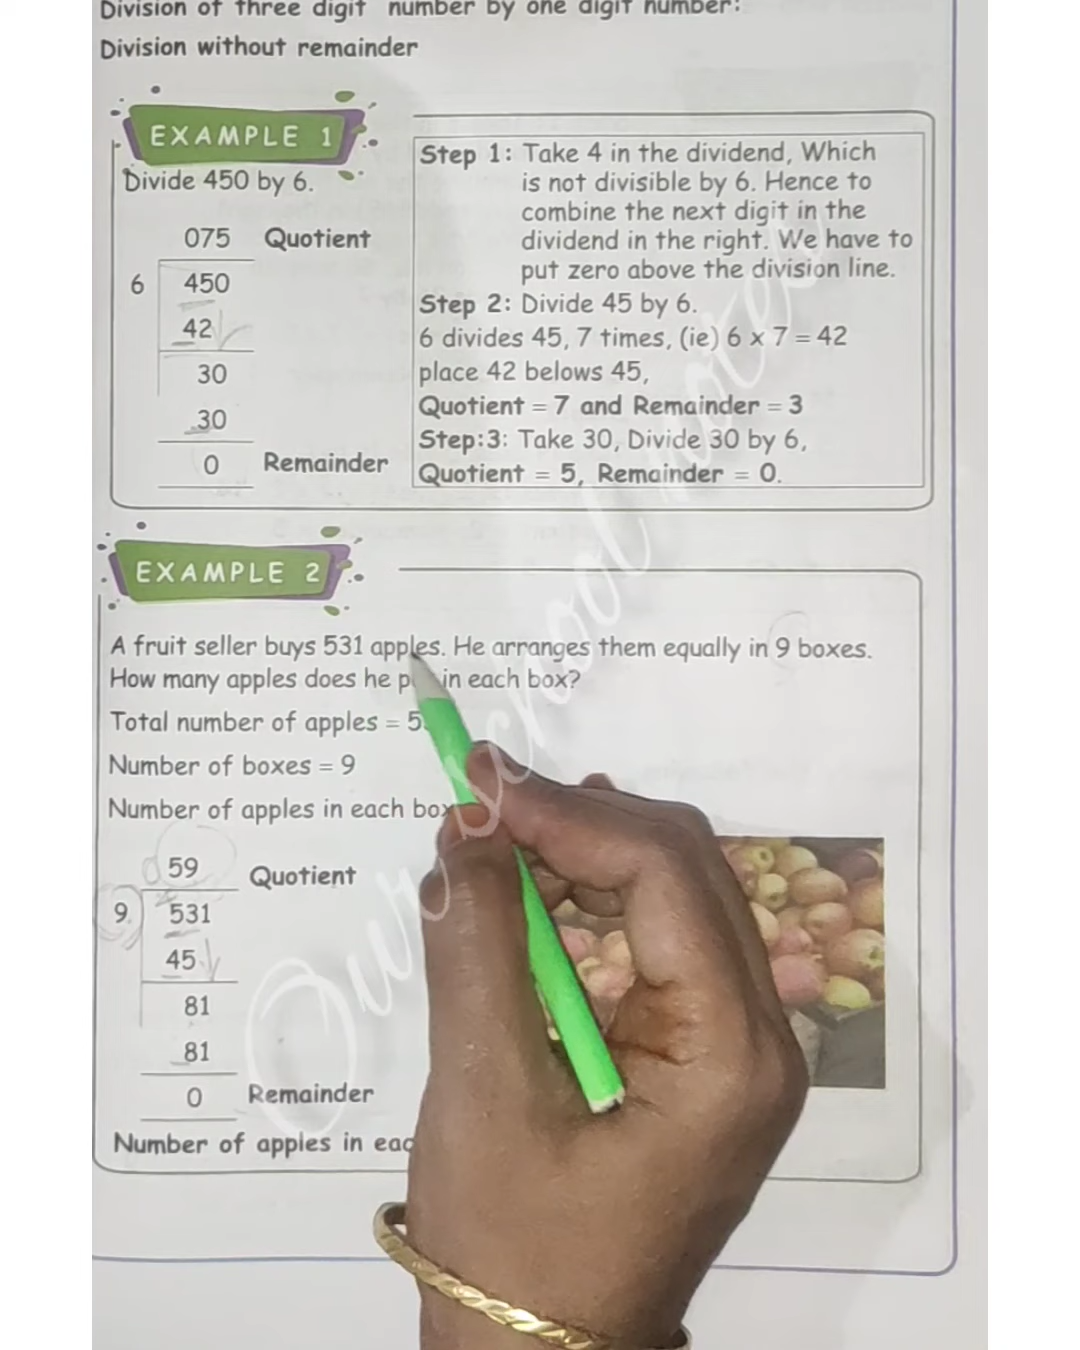 Division of three digit number by one digit number:
Division without remainder
EXAMPLE 1
Divide 450 by 6.
075 Quotient
6 450
42
30
30
0 Remainder
Step 1: Take 4 in the dividend, Which
is not divisible by 6. Hence to
combine the next digit in the
dividend in the right. We have to
put zero above the division line.
Step 2: Divide 45 by 6.
6 divides 45, 7 times, (ie) 6 x 7 = 42
place 42 belows 45,
Quotient = 7 and Remainder = 3
Step:3: Take 30, Divide 30 by 6,
Quotient = 5, Remainder = 0.
EXAMPLE 2
A fruit seller buys 531 apples. He arranges them equally in 9 boxes.
How many apples does he in each box?
Total number of apples =
Number of boxes = 9
Number of apples in each box
59 Quotient
9 531
45
81
81
0 Remainder
Number of apples in
Our school notes